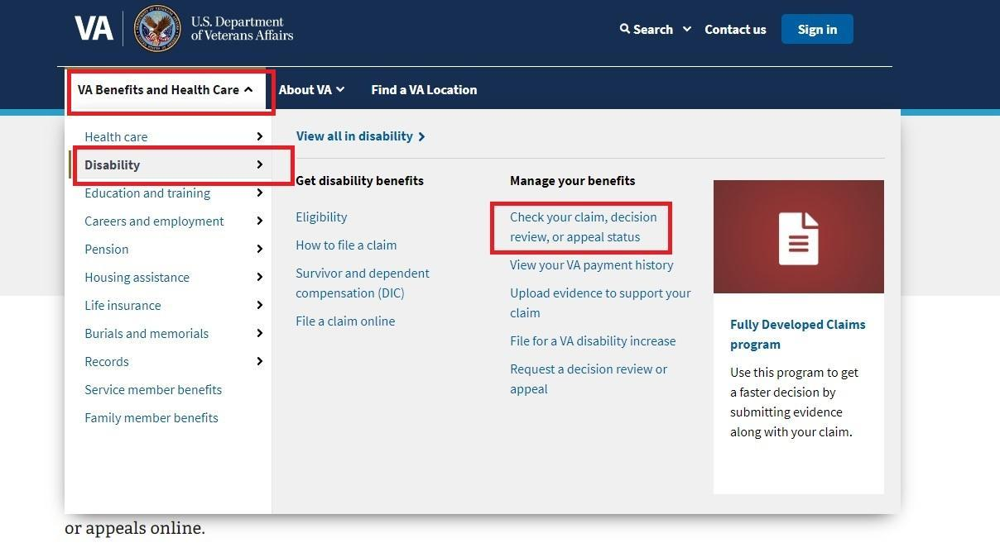 VA
U.S. Department
of Veterans Affairs
Search
Contact us
Sign in
VA Benefits and Health Care
About VA
Find a VA Location
Health care
Disability
Education and training
Careers and employment
Pension
Housing assistance
Life insurance
Burials and memorials
Records
Service member benefits
Family member benefits
View all in disability
Get disability benefits
Eligibility
How to file a claim
Survivor and dependent
compensation (DIC)
File a claim online
Manage your benefits
Check your claim, decision
review, or appeal status
View your VA payment history
Upload evidence to support your
claim
File for a VA disability increase
Request a decision review or
appeal
Fully Developed Claims
program
Use this program to get
a faster decision by
submitting evidence
along with your claim.
or appeals online.